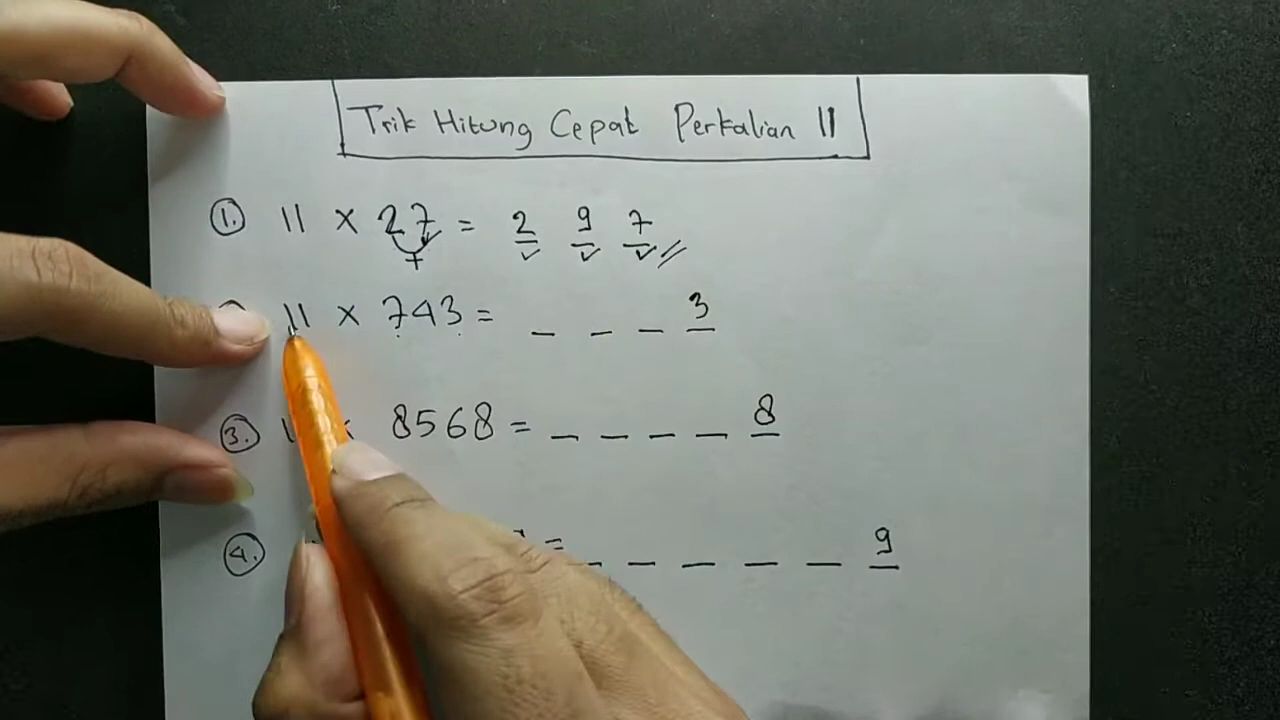 Trik Hitung Cepat Perkalian 11
1. 11 x 27 = 2 9 7 //
+
11 x 743 = _ _ _ 3
3. 8568 = _ _ _ _ 8
4. = _ _ _ _ _ 9